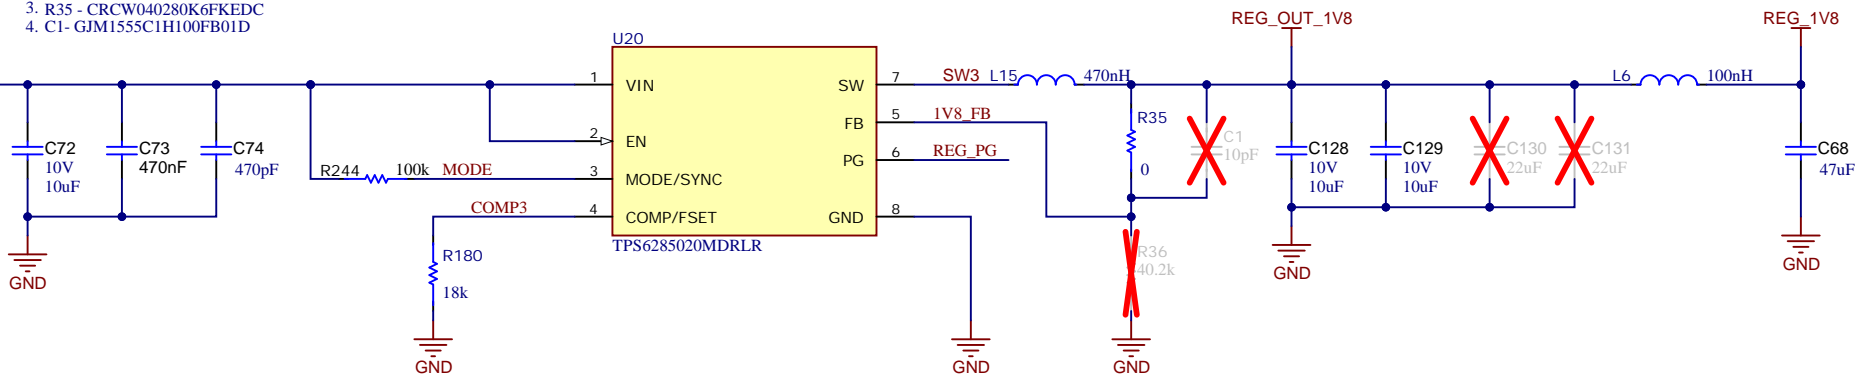 3. R35 - CRCW040280K6FKEDC
4. C1- GJM1555C1H100FB01D
REG_OUT_1V8
REG_1V8
U20
1
VIN
SW
7
SW3
L15
470nH
L6
100nH
2
EN
FB
5
1V8_FB
R35
0
C1
10pF
C72
10V
10uF
C73
470nF
C74
470pF
R244
100k
MODE
3
MODE/SYNC
PG
6
REG_PG
C128
10V
10uF
C129
10V
10uF
C130
22uF
C131
22uF
C68
47uF
COMP3
4
COMP/FSET
GND
8
TPS6285020MDRLR
R180
18k
R36
40.2k
GND
GND
GND
GND
GND
GND